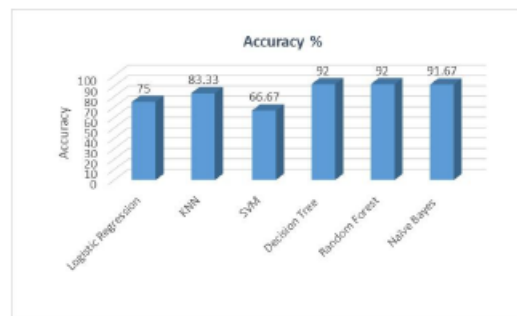 Accuracy %
75
83.33
66.67
92
92
91.67
Accuracy
100
90
80
70
60
50
40
30
20
10
0
Logistic Regression
KNN
SVM
Decision Tree
Random Forest
Naïve Bayes